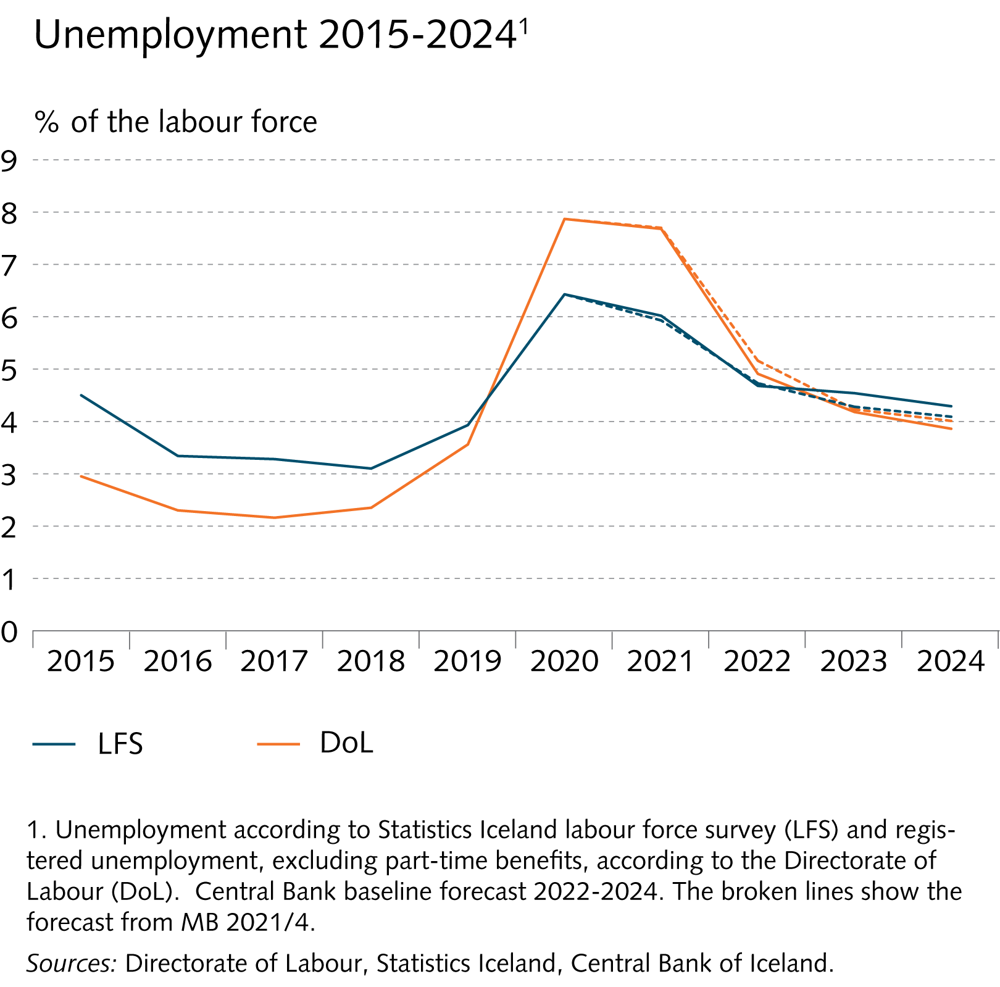 Unemployment 2015-2024¹
% of the labour force
9
8
7
6
5
4
3
2
1
0
2015 2016 2017 2018 2019 2020 2021 2022 2023 2024
LFS DoL
1. Unemployment according to Statistics Iceland labour force survey (LFS) and regis-
tered unemployment, excluding part-time benefits, according to the Directorate of
Labour (DoL).  Central Bank baseline forecast 2022-2024. The broken lines show the
forecast from MB 2021/4.
Sources: Directorate of Labour, Statistics Iceland, Central Bank of Iceland.